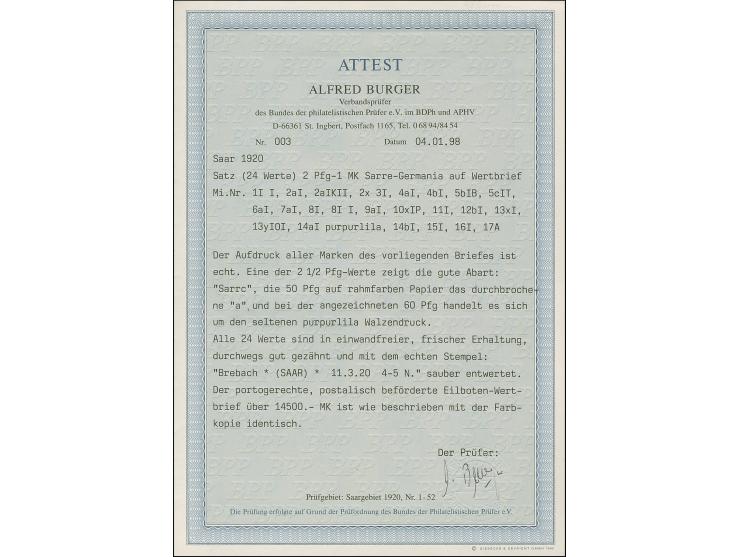 ATTEST
ALFRED BURGER
Verbandsprüfer
des Bundes der philatelistischen Prüfer e.V. im BDPh und APHV
D-66361 St. Ingbert, Postfach 1165, Tel. 0 68 94/84 54
Nr. 003 Datum 04.01.98
Saar 1920
Satz (24 Werte) 2 Pfg-1 MK Sarre-Germania auf Wertbrief
Mi.Nr. 1I I, 2aI, 2aIKII, 2x 3I, 4aI, 4bI, 5bIB, 5cIT,
6aI, 7aI, 8I, 8I I, 9aI, 10xIP, 11I, 12bI, 13xI,
13yIOI, 14aI purpurlila, 14bI, 15I, 16I, 17A
Der Aufdruck aller Marken des vorliegenden Briefes ist
echt. Eine der 2 1/2 Pfg-Werte zeigt die gute Abart:
"Sarrc", die 50 Pfg auf rahmfarben Papier das durchbroche-
ne "a", und bei der angezeichneten 60 Pfg handelt es sich
um den seltenen purpurlila Walzendruck.
Alle 24 Werte sind in einwandfreier, frischer Erhaltung,
durchwegs gut gezähnt und mit dem echten Stempel:
"Brebach * (SAAR) * 11.3.20 4-5 N." sauber entwertet.
Der portogerechte, postalisch beförderte Eilboten-Wert-
brief über 14500.- MK ist wie beschrieben mit der Farb-
kopie identisch.
Der Prüfer:
Prüfgebiet: Saargebiet 1920, Nr. 1-52
Die Prüfung erfolgte auf Grund der Prüfordnung des Bundes der Philatelistischen Prüfer e.V.